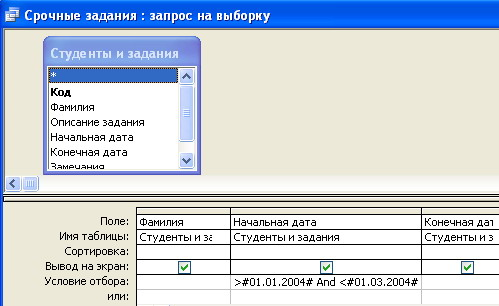 Срочные задания : запрос на выборку
Студенты и задания
*
Код
Фамилия
Описание задания
Начальная дата
Конечная дата
Замечания
Поле: Фамилия Начальная дата Конечная дат
Имя таблицы: Студенты и за Студенты и задания Студенты и з
Сортировка:
Вывод на экран:
Условие отбора: >#01.01.2004# And <#01.03.2004#
или: